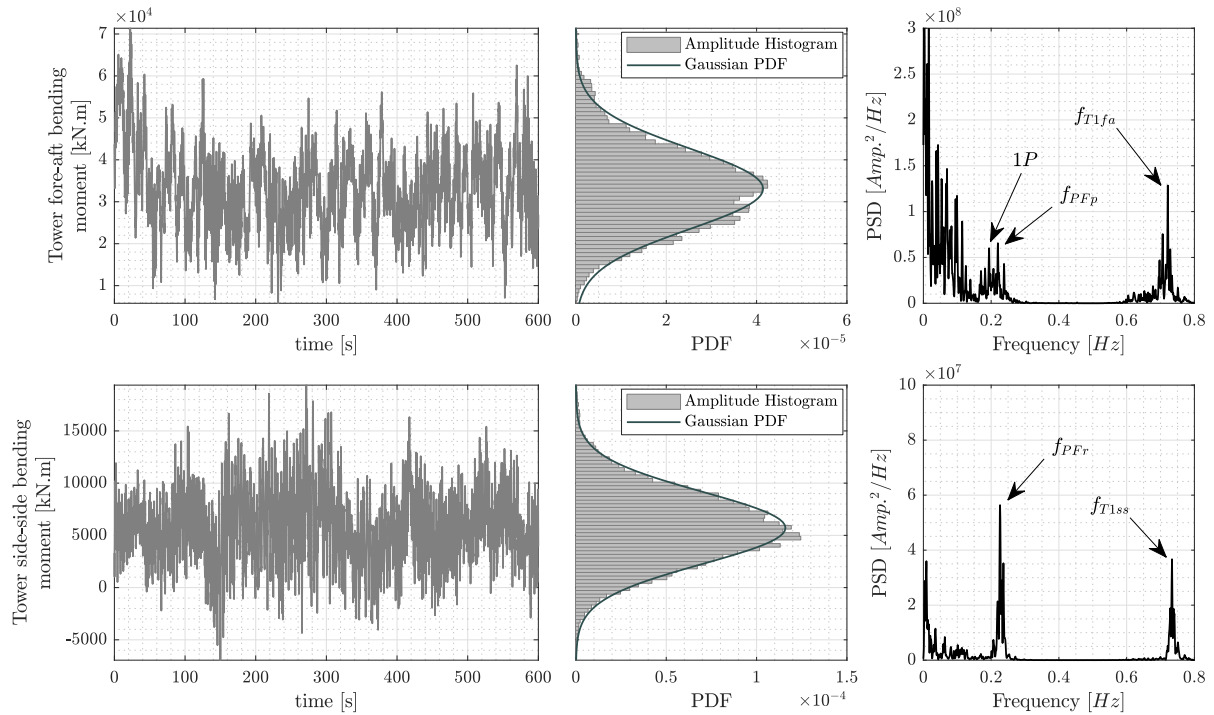 ×10⁴
7
6
5
4
3
2
1
0 100 200 300 400 500 600
time [s]
Tower fore-aft bending
moment [kN.m]
Amplitude Histogram
Gaussian PDF
0 2 4 6
×10⁻⁵
PDF
×10⁸
3
2.5
2
1.5
1
0.5
0
0 0.2 0.4 0.6 0.8
Frequency [Hz]
PSD [Amp.²/Hz]
1P
f_PFp
f_T1fa
15000
10000
5000
0
-5000
0 100 200 300 400 500 600
time [s]
Tower side-side bending
moment [kN.m]
Amplitude Histogram
Gaussian PDF
0 0.5 1 1.5
×10⁻⁴
PDF
×10⁷
10
8
6
4
2
0
0 0.2 0.4 0.6 0.8
Frequency [Hz]
PSD [Amp.²/Hz]
f_PFr
f_T1ss